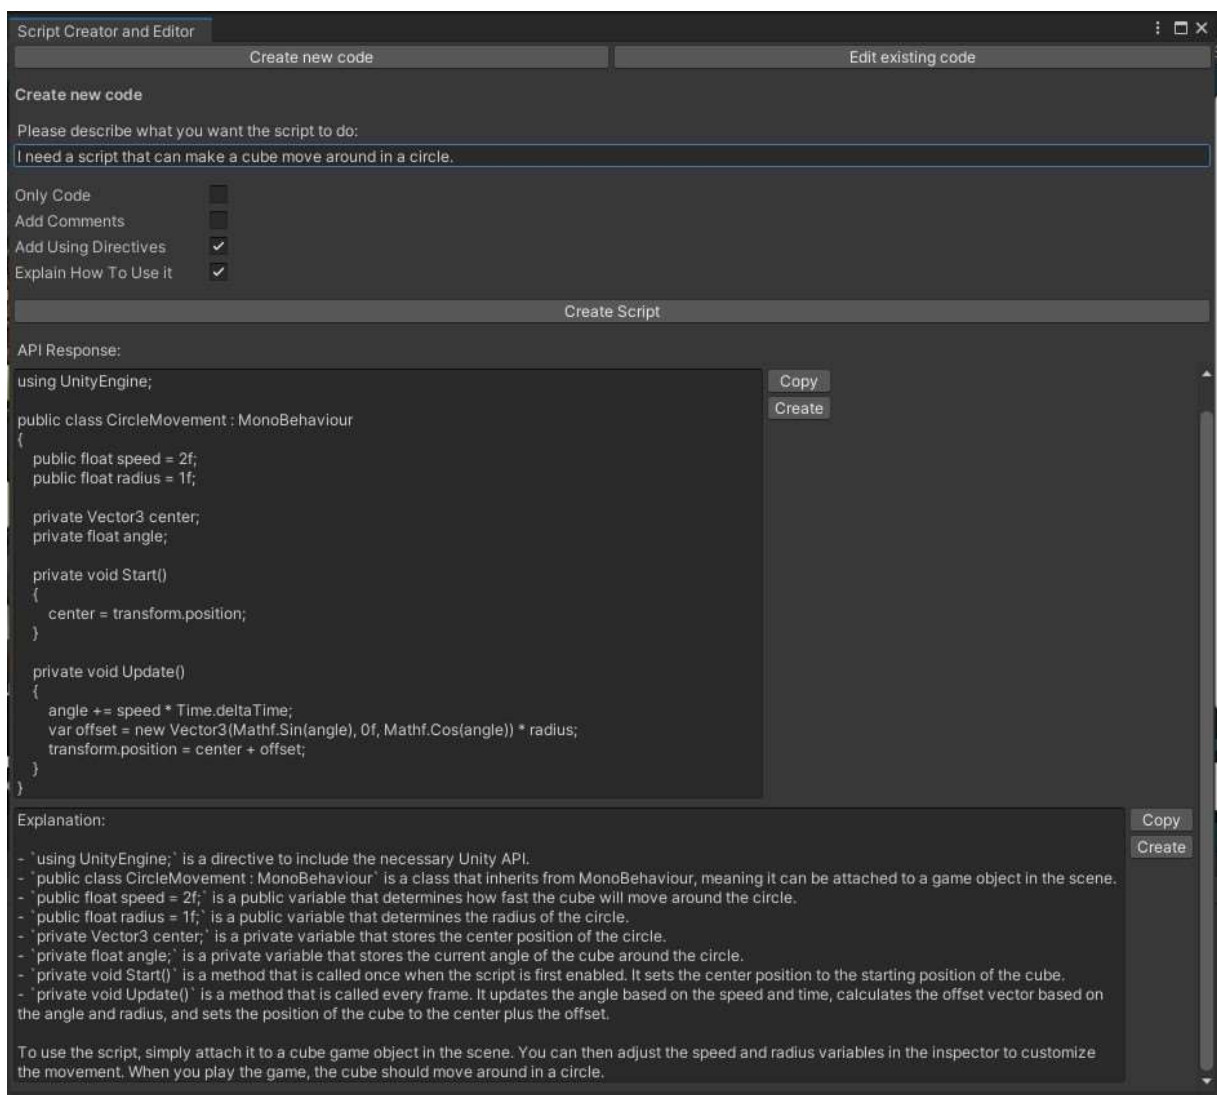 Script Creator and Editor
Create new code
Edit existing code
Create new code
Please describe what you want the script to do:
I need a script that can make a cube move around in a circle.
Only Code
Add Comments
Add Using Directives
Explain How To Use it
Create Script
API Response:
using UnityEngine;
Copy
Create
public class CircleMovement : MonoBehaviour
{
public float speed = 2f;
public float radius = 1f;
private Vector3 center;
private float angle;
private void Start()
{
center = transform.position;
}
private void Update()
{
angle += speed * Time.deltaTime;
var offset = new Vector3(Mathf.Sin(angle), 0f, Mathf.Cos(angle)) * radius;
transform.position = center + offset;
}
}
Explanation:
Copy
Create
- `using UnityEngine;` is a directive to include the necessary Unity API.
- `public class CircleMovement : MonoBehaviour` is a class that inherits from MonoBehaviour, meaning it can be attached to a game object in the scene.
- `public float speed = 2f;` is a public variable that determines how fast the cube will move around the circle.
- `public float radius = 1f;` is a public variable that determines the radius of the circle.
- `private Vector3 center;` is a private variable that stores the center position of the circle.
- `private float angle;` is a private variable that stores the current angle of the cube around the circle.
- `private void Start()` is a method that is called once when the script is first enabled. It sets the center position to the starting position of the cube.
- `private void Update()` is a method that is called every frame. It updates the angle based on the speed and time, calculates the offset vector based on
the angle and radius, and sets the position of the cube to the center plus the offset.
To use the script, simply attach it to a cube game object in the scene. You can then adjust the speed and radius variables in the inspector to customize
the movement. When you play the game, the cube should move around in a circle.